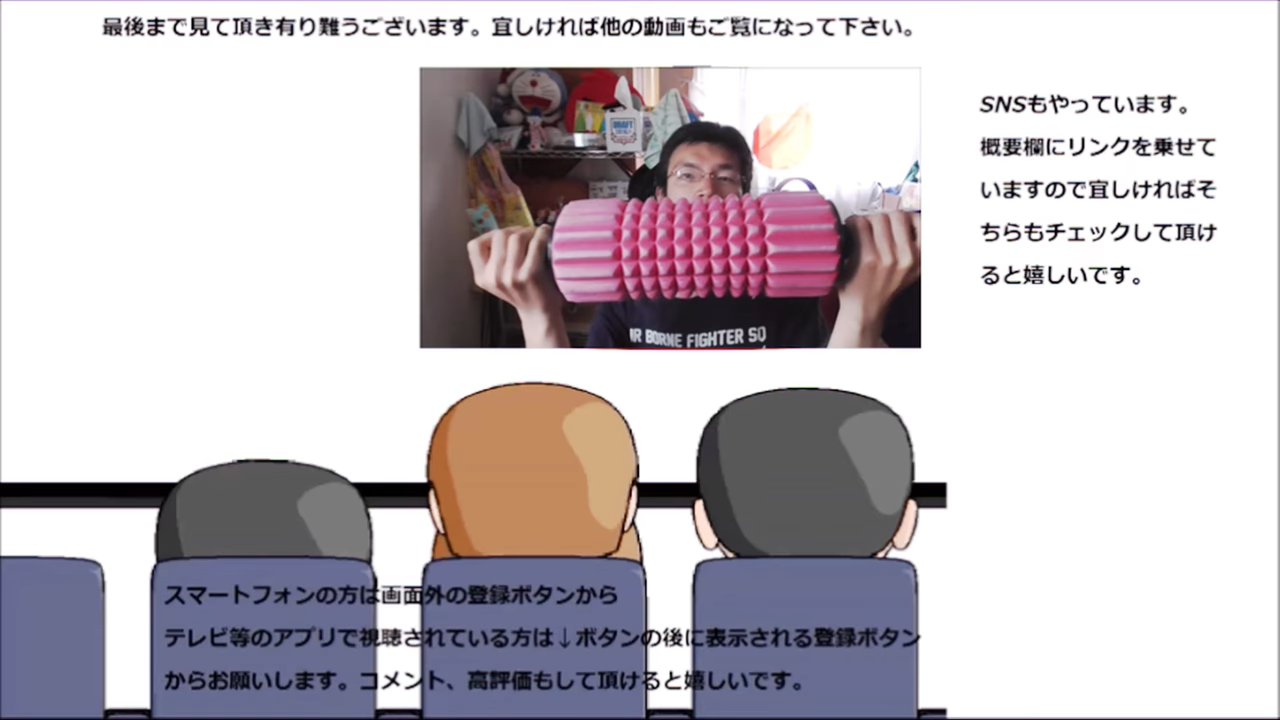 最後まで見て頂き有り難うございます。宜しければ他の動画もご覧になって下さい。
SNSもやっています。
概要欄にリンクを乗せて
いますので宜しければそ
ちらもチェックして頂け
ると嬉しいです。
IR BORNE FIGHTER SQ
スマートフォンの方は画面外の登録ボタンから
テレビ等のアプリで視聴されている方は↓ボタンの後に表示される登録ボタン
からお願いします。コメント、高評価もして頂けると嬉しいです。